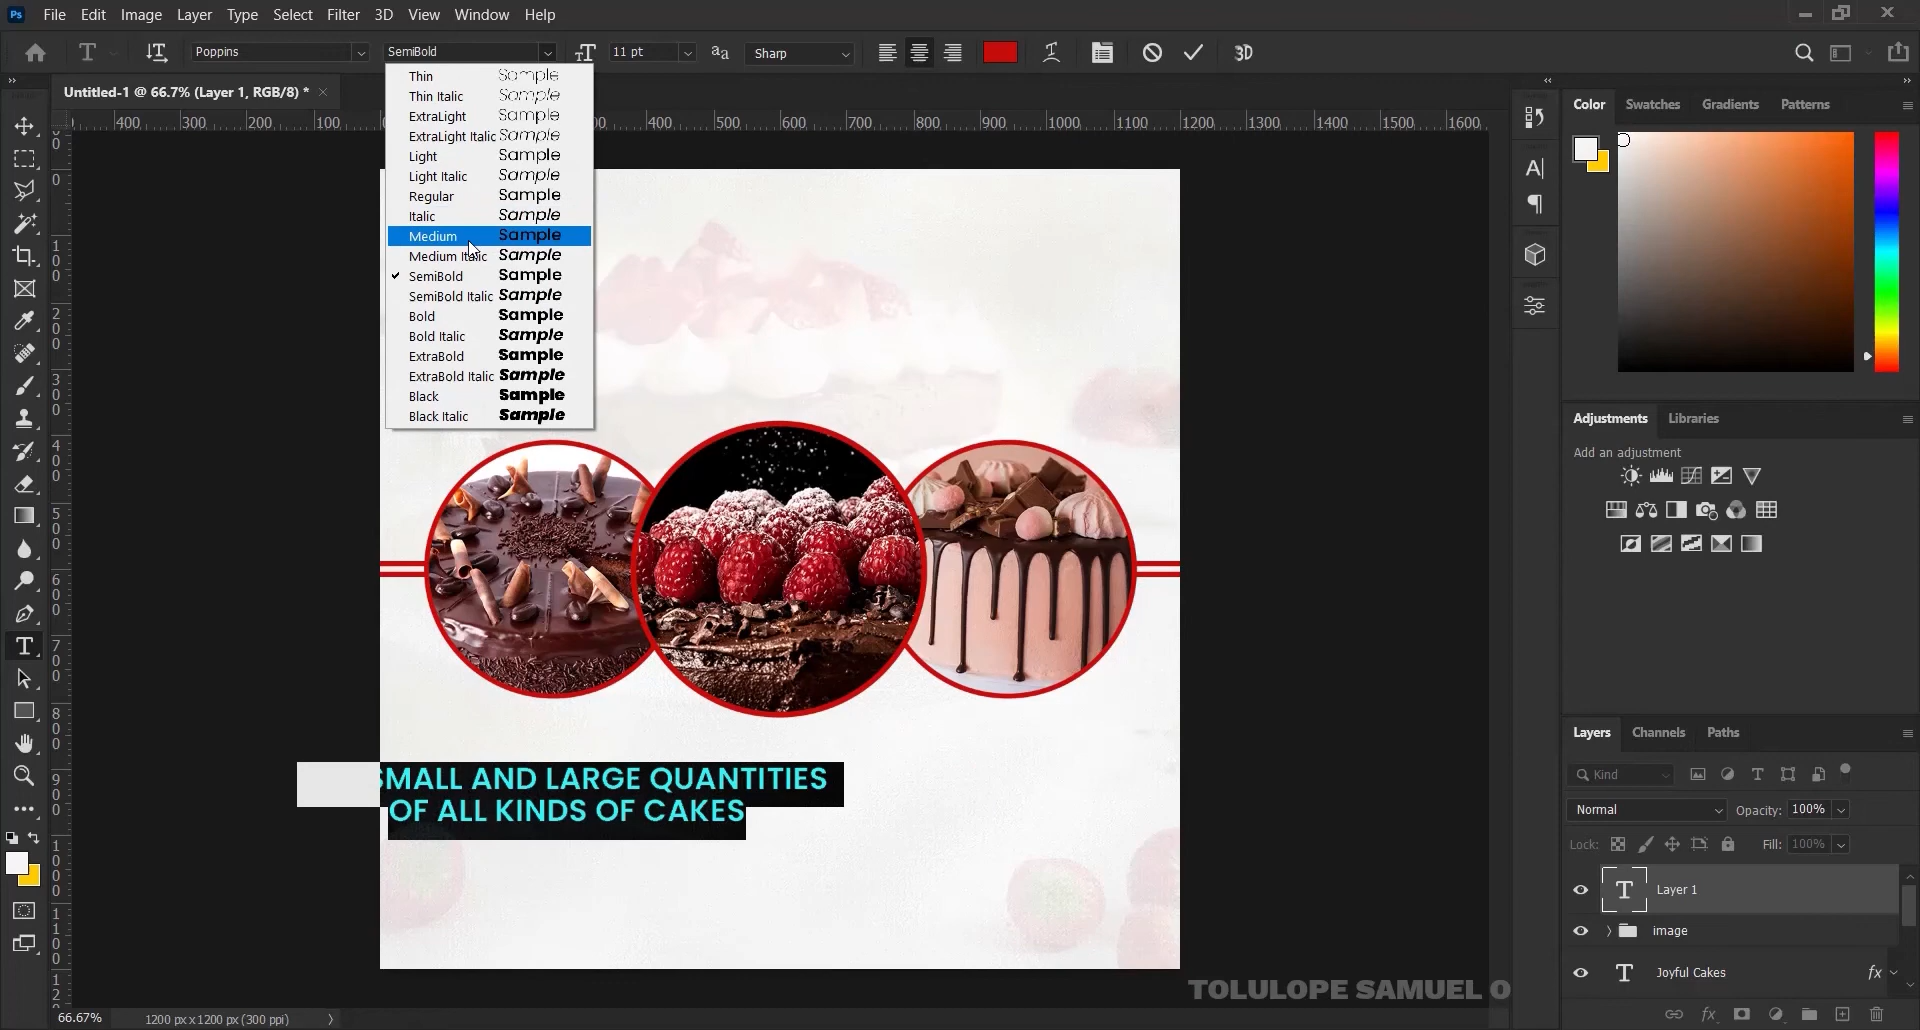 Ps File Edit Image Layer Type Select Filter 3D View Window Help
Poppins SemiBold 11 pt aa Sharp 3D
Untitled-1 @ 66.7% (Layer 1, RGB/8) *
400 300 200 100 400 500 600 700 800 900 1000 1100 1200 1300 1400 1500 1600
Thin Sample
Thin Italic Sample
ExtraLight Sample
ExtraLight Italic Sample
Light Sample
Light Italic Sample
Regular Sample
Italic Sample
Medium Sample
Medium Italic Sample
SemiBold Sample
SemiBold Italic Sample
Bold Sample
Bold Italic Sample
ExtraBold Sample
ExtraBold Italic Sample
Black Sample
Black Italic Sample
SMALL AND LARGE QUANTITIES
OF ALL KINDS OF CAKES
Color Swatches Gradients Patterns
Adjustments Libraries
Add an adjustment
Layers Channels Paths
Kind
Normal Opacity: 100%
Lock: Fill: 100%
Layer 1
image
Joyful Cakes fx
TOLULOPE SAMUEL O
66.67% 1200 px x 1200 px (300 ppi)